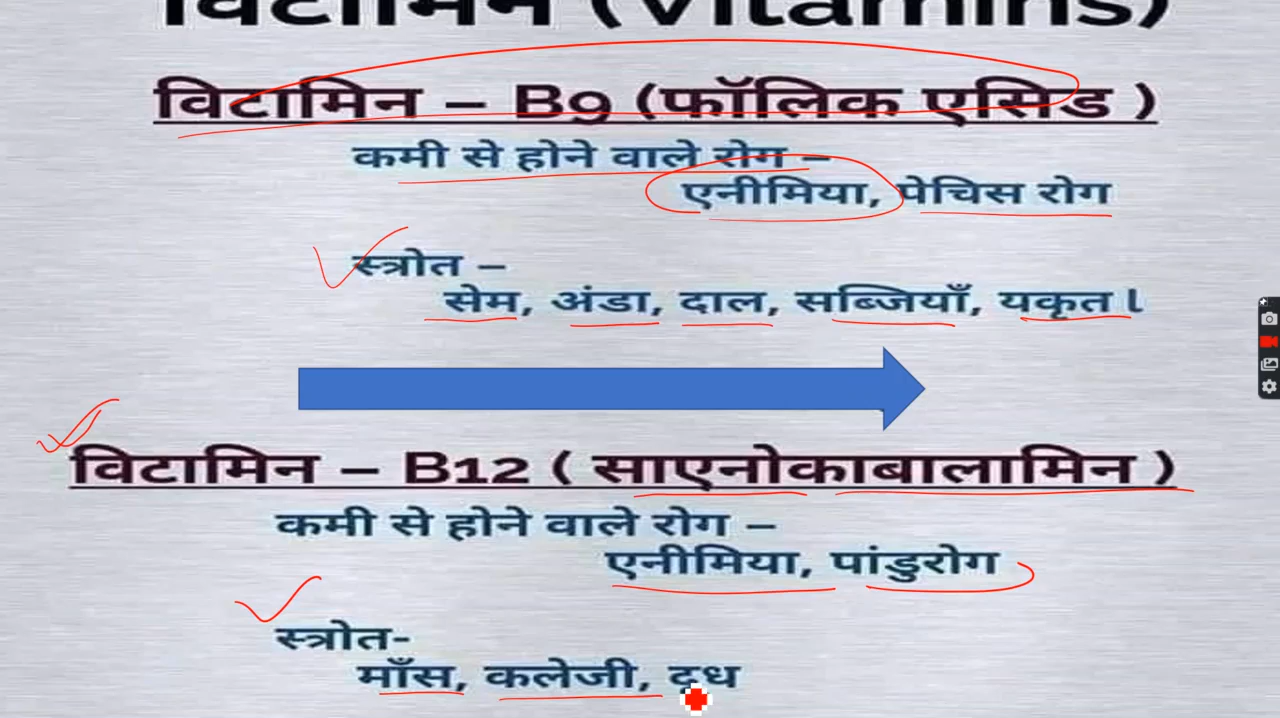 विटामिन (Vitamins)
विटामिन – B9 (फॉलिक एसिड )
कमी से होने वाले रोग –
एनीमिया, पेचिस रोग
स्त्रोत –
सेम, अंडा, दाल, सब्जियाँ, यकृत l
विटामिन – B12 ( साएनोकाबालामिन )
कमी से होने वाले रोग –
एनीमिया, पांडुरोग
स्त्रोत-
माँस, कलेजी, दूध